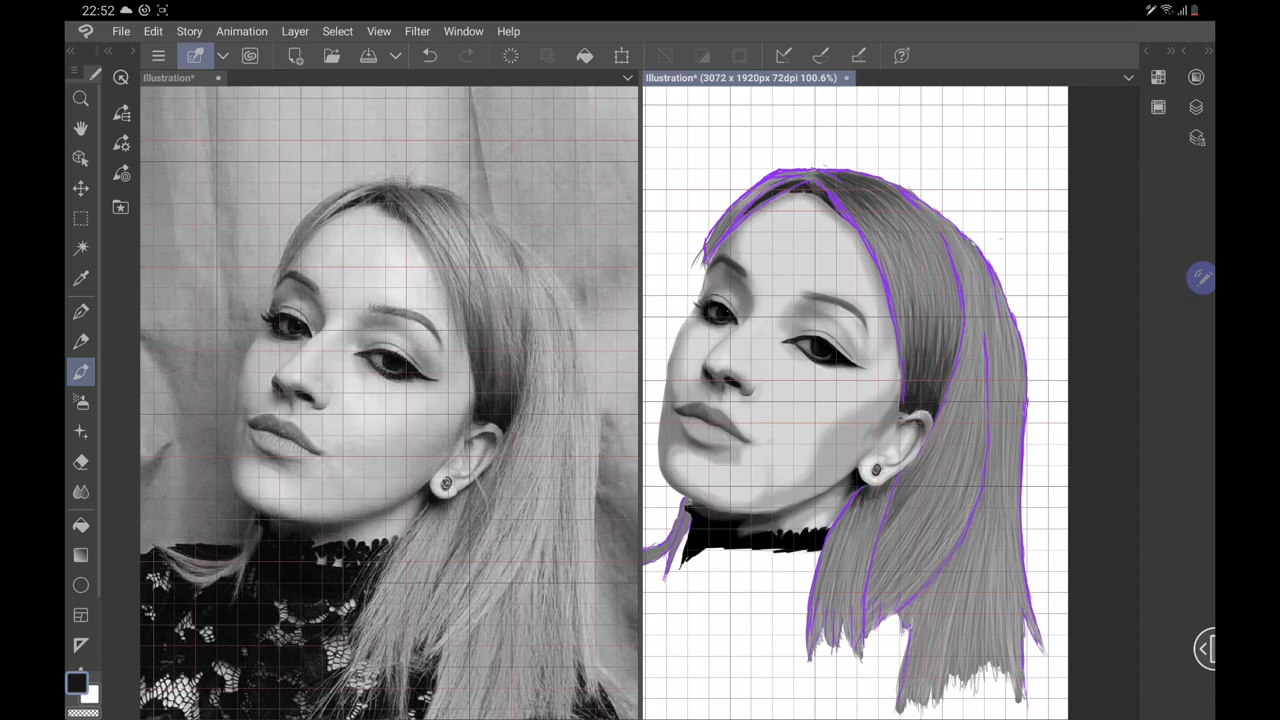 22:52
File Edit Story Animation Layer Select View Filter Window Help
Illustration*
Illustration* (3072 x 1920px 72dpi 100.6%)